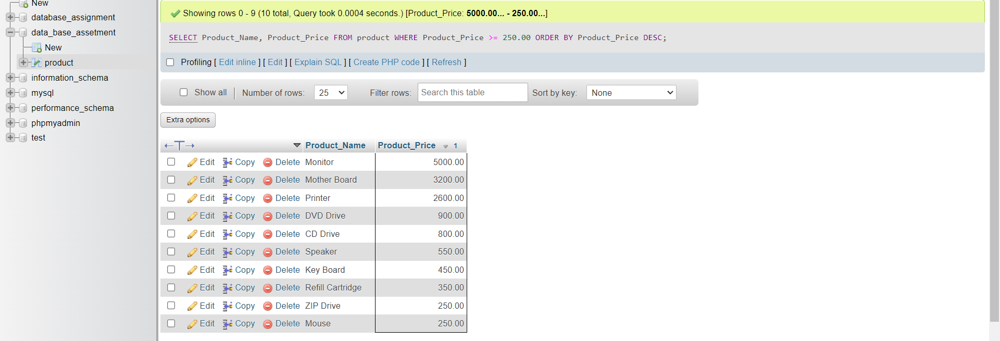 New
database_assignment
data_base_assetment
New
product
information_schema
mysql
performance_schema
phpmyadmin
test
Showing rows 0 - 9 (10 total, Query took 0.0004 seconds.) [Product_Price: 5000.00... - 250.00...]
SELECT Product_Name, Product_Price FROM product WHERE Product_Price >= 250.00 ORDER BY Product_Price DESC;
Profiling [ Edit inline ] [ Edit ] [ Explain SQL ] [ Create PHP code ] [ Refresh ]
Show all Number of rows: 25 Filter rows: Search this table Sort by key: None
Extra options
Product_Name Product_Price 1
Edit Copy Delete Monitor 5000.00
Edit Copy Delete Mother Board 3200.00
Edit Copy Delete Printer 2600.00
Edit Copy Delete DVD Drive 900.00
Edit Copy Delete CD Drive 800.00
Edit Copy Delete Speaker 550.00
Edit Copy Delete Key Board 450.00
Edit Copy Delete Refill Cartridge 350.00
Edit Copy Delete ZIP Drive 250.00
Edit Copy Delete Mouse 250.00